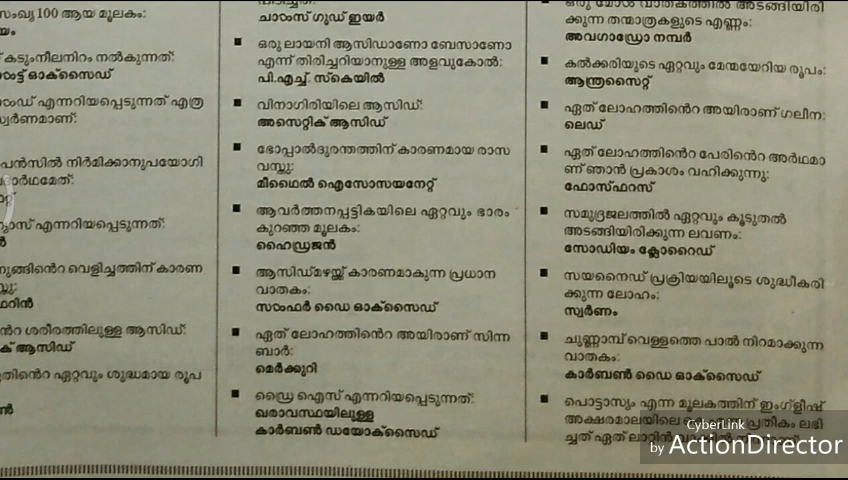 സംഖ്യ 100 ആയ മൂലകം:
കടുംനീലനിറം നൽകുന്നത്:
ഓക്സൈഡ്
എന്നറിയപ്പെടുന്നത് എത്ര
സ്വർണമാണ്:
പെൻസിൽ നിർമിക്കാനുപയോഗി
എന്നറിയപ്പെടുന്നത്:
വെളിച്ചത്തിന് കാരണ
ശരീരത്തിലുള്ള ആസിഡ്:
ആസിഡ്
ഏറ്റവും ശുദ്ധമായ രൂപ
ചാൾസ് ഗുഡ് ഇയർ
ഒരു ലായനി ആസിഡാണോ ബേസാണോ
എന്ന് തിരിച്ചറിയാനുള്ള അളവുകോൽ:
പി.എച്ച്. സ്കെയിൽ
വിനാഗിരിയിലെ ആസിഡ്:
അസെറ്റിക് ആസിഡ്
ഭോപ്പാൽദുരന്തത്തിന് കാരണമായ രാസ
വസ്തു:
മീഥൈൽ ഐസോസയനേറ്റ്
ആവർത്തനപ്പട്ടികയിലെ ഏറ്റവും ഭാരം
കുറഞ്ഞ മൂലകം:
ഹൈഡ്രജൻ
ആസിഡ്മഴയ്ക്ക് കാരണമാകുന്ന പ്രധാന
വാതകം:
സൾഫർ ഡൈ ഓക്സൈഡ്
ഏത് ലോഹത്തിൻെറ അയിരാണ് സിന്ന
ബാർ:
മെർക്കുറി
ഡ്രൈ ഐസ് എന്നറിയപ്പെടുന്നത്:
ഖരാവസ്ഥയിലുള്ള
കാർബൺ ഡയോക്സൈഡ്
ഒരു മോൾ വാതകത്തിൽ അടങ്ങിയിരി
ക്കുന്ന തന്മാത്രകളുടെ എണ്ണം:
അവഗാഡ്രോ നമ്പർ
കൽക്കരിയുടെ ഏറ്റവും മേന്മയേറിയ രൂപം:
ആന്ത്രസൈറ്റ്
ഏത് ലോഹത്തിൻെറ അയിരാണ് ഗലീന:
ലെഡ്
ഏത് ലോഹത്തിൻെറ പേരിൻെറ അർഥമാ
ണ് ഞാൻ പ്രകാശം വഹിക്കുന്നു:
ഫോസ്ഫറസ്
സമുദ്രജലത്തിൽ ഏറ്റവും കൂടുതൽ
അടങ്ങിയിരിക്കുന്ന ലവണം:
സോഡിയം ക്ലോറൈഡ്
സയനൈഡ് പ്രക്രിയയിലൂടെ ശുദ്ധീകരി
ക്കുന്ന ലോഹം:
സ്വർണം
ചുണ്ണാമ്പ് വെള്ളത്തെ പാൽ നിറമാക്കുന്ന
വാതകം:
കാർബൺ ഡൈ ഓക്സൈഡ്
പൊട്ടാസ്യം എന്ന മൂലകത്തിന് ഇംഗ്ളീഷ്
അക്ഷരമാലയിലെ പ്രതീകം ലഭി
ച്ചത് ഏത് ലാറ്റിൻ
CyberLink
by ActionDirector